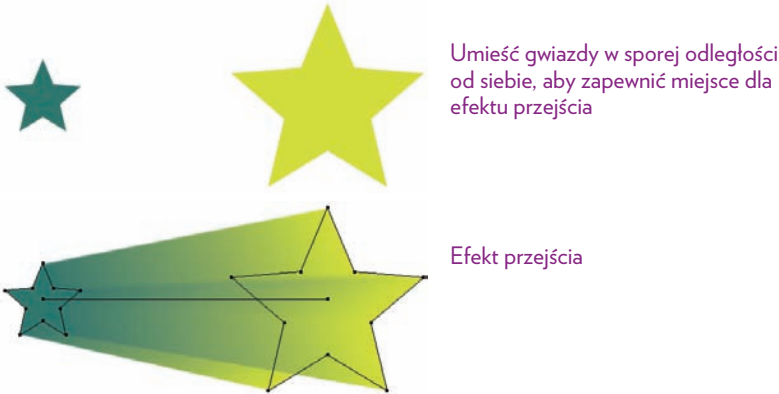 Umieść gwiazdy w sporej odległości
od siebie, aby zapewnić miejsce dla
efektu przejścia
Efekt przejścia